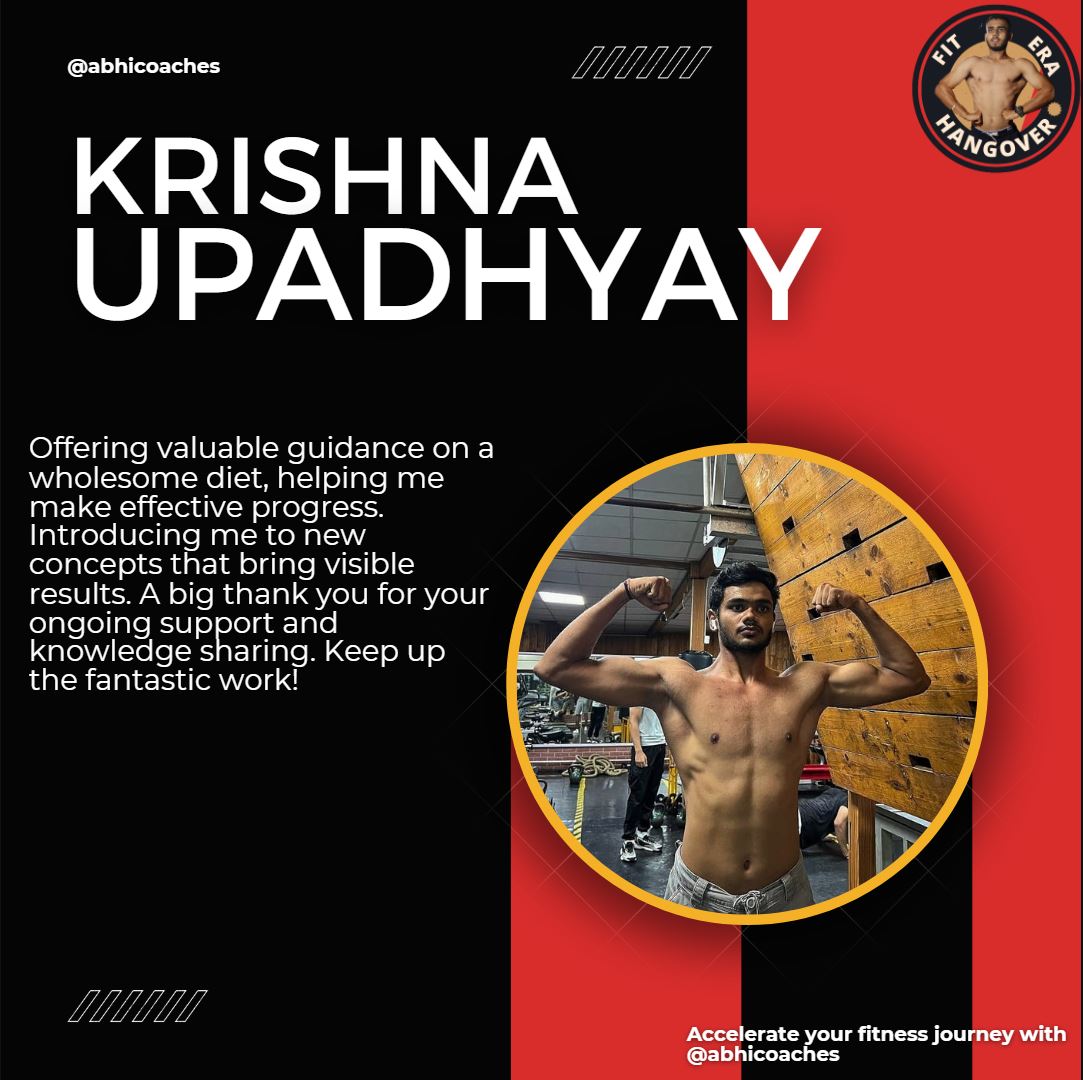 @abhicoaches
FIT ERA
HANGOVER
KRISHNA
UPADHYAY
Offering valuable guidance on a
wholesome diet, helping me
make effective progress.
Introducing me to new
concepts that bring visible
results. A big thank you for your
ongoing support and
knowledge sharing. Keep up
the fantastic work!
Accelerate your fitness journey with
@abhicoaches